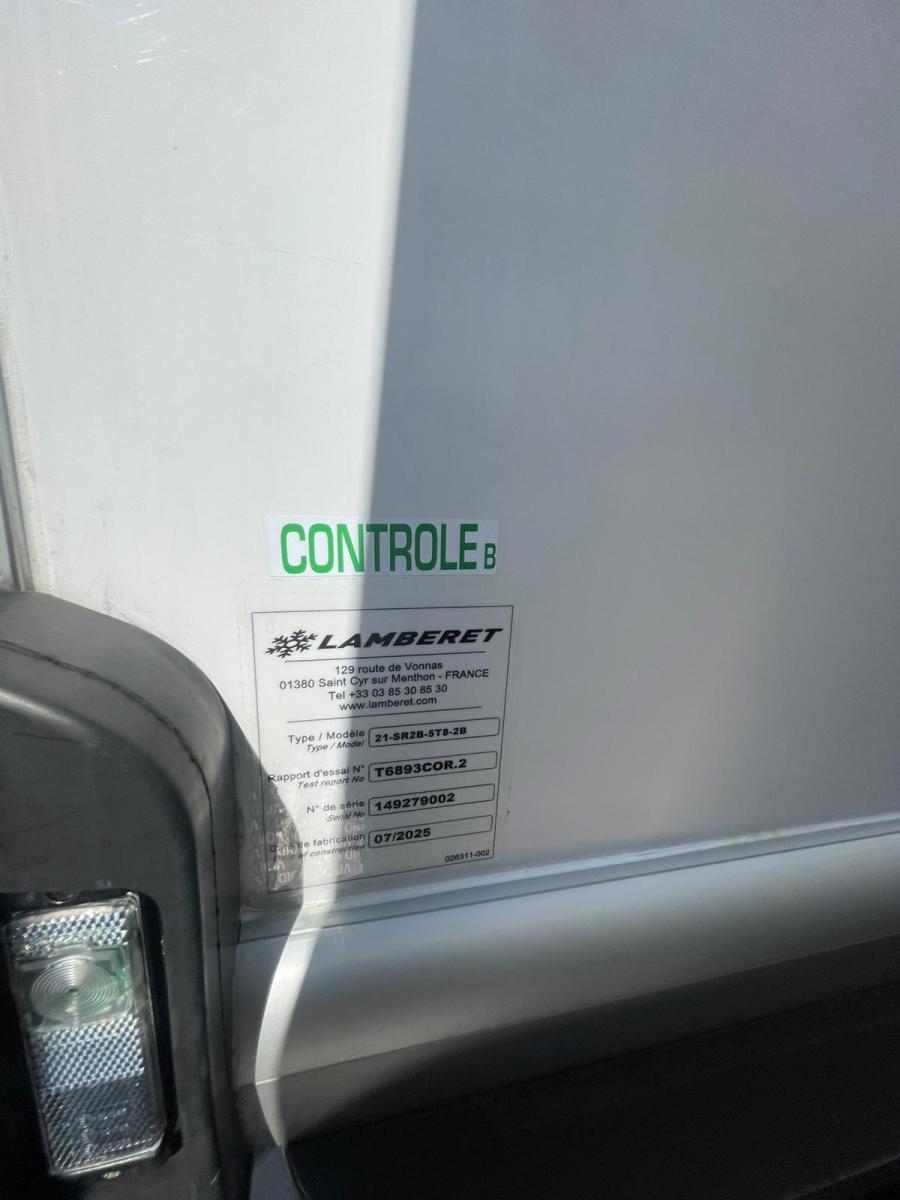 CONTROLE B
LAMBERET
129 route de Vonnas
01380 Saint Cyr sur Menthon - FRANCE
Tel +33 03 85 30 85 30
www.lamberet.com
Type / Modèle
Type / Model
21-SR2B-5T8-2B
Rapport d'essai N°
Test report No
T6893COR.2
N° de série
Serial No
149279002
Date de fabrication
Date of construction
07/2025
026311-002